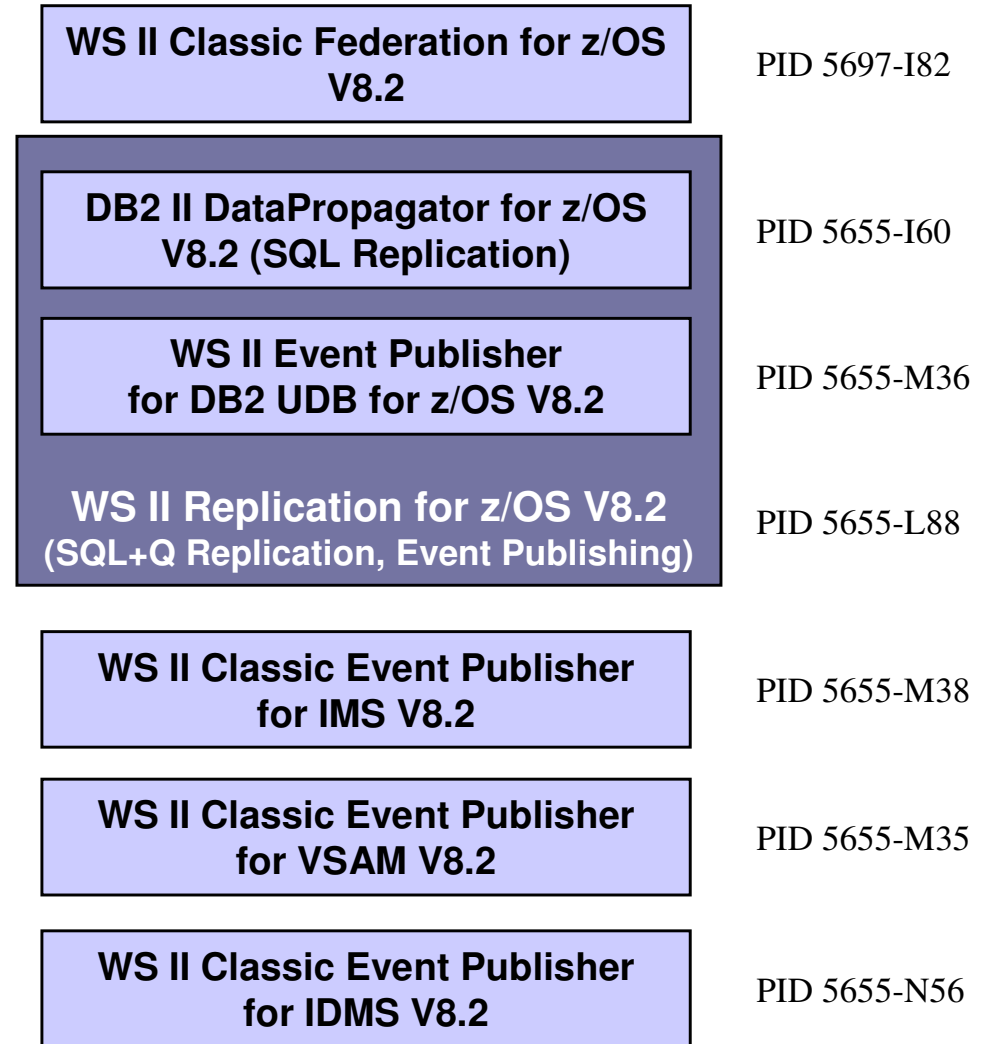 WS II Classic Federation for z/OS
V8.2
PID 5697-I82
DB2 II DataPropagator for z/OS
V8.2 (SQL Replication)
PID 5655-I60
WS II Event Publisher
for DB2 UDB for z/OS V8.2
PID 5655-M36
WS II Replication for z/OS V8.2
(SQL+Q Replication, Event Publishing)
PID 5655-L88
WS II Classic Event Publisher
for IMS V8.2
PID 5655-M38
WS II Classic Event Publisher
for VSAM V8.2
PID 5655-M35
WS II Classic Event Publisher
for IDMS V8.2
PID 5655-N56